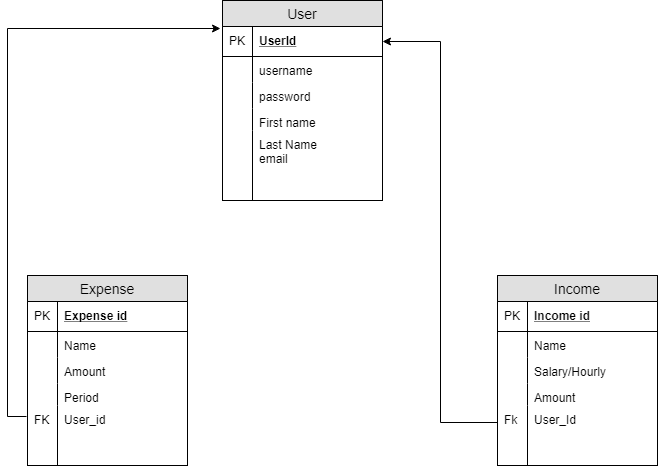 User
PK UserId
username
password
First name
Last Name
email
Expense
PK Expense id
Name
Amount
Period
FK User_id
Income
PK Income id
Name
Salary/Hourly
Amount
Fk User_Id